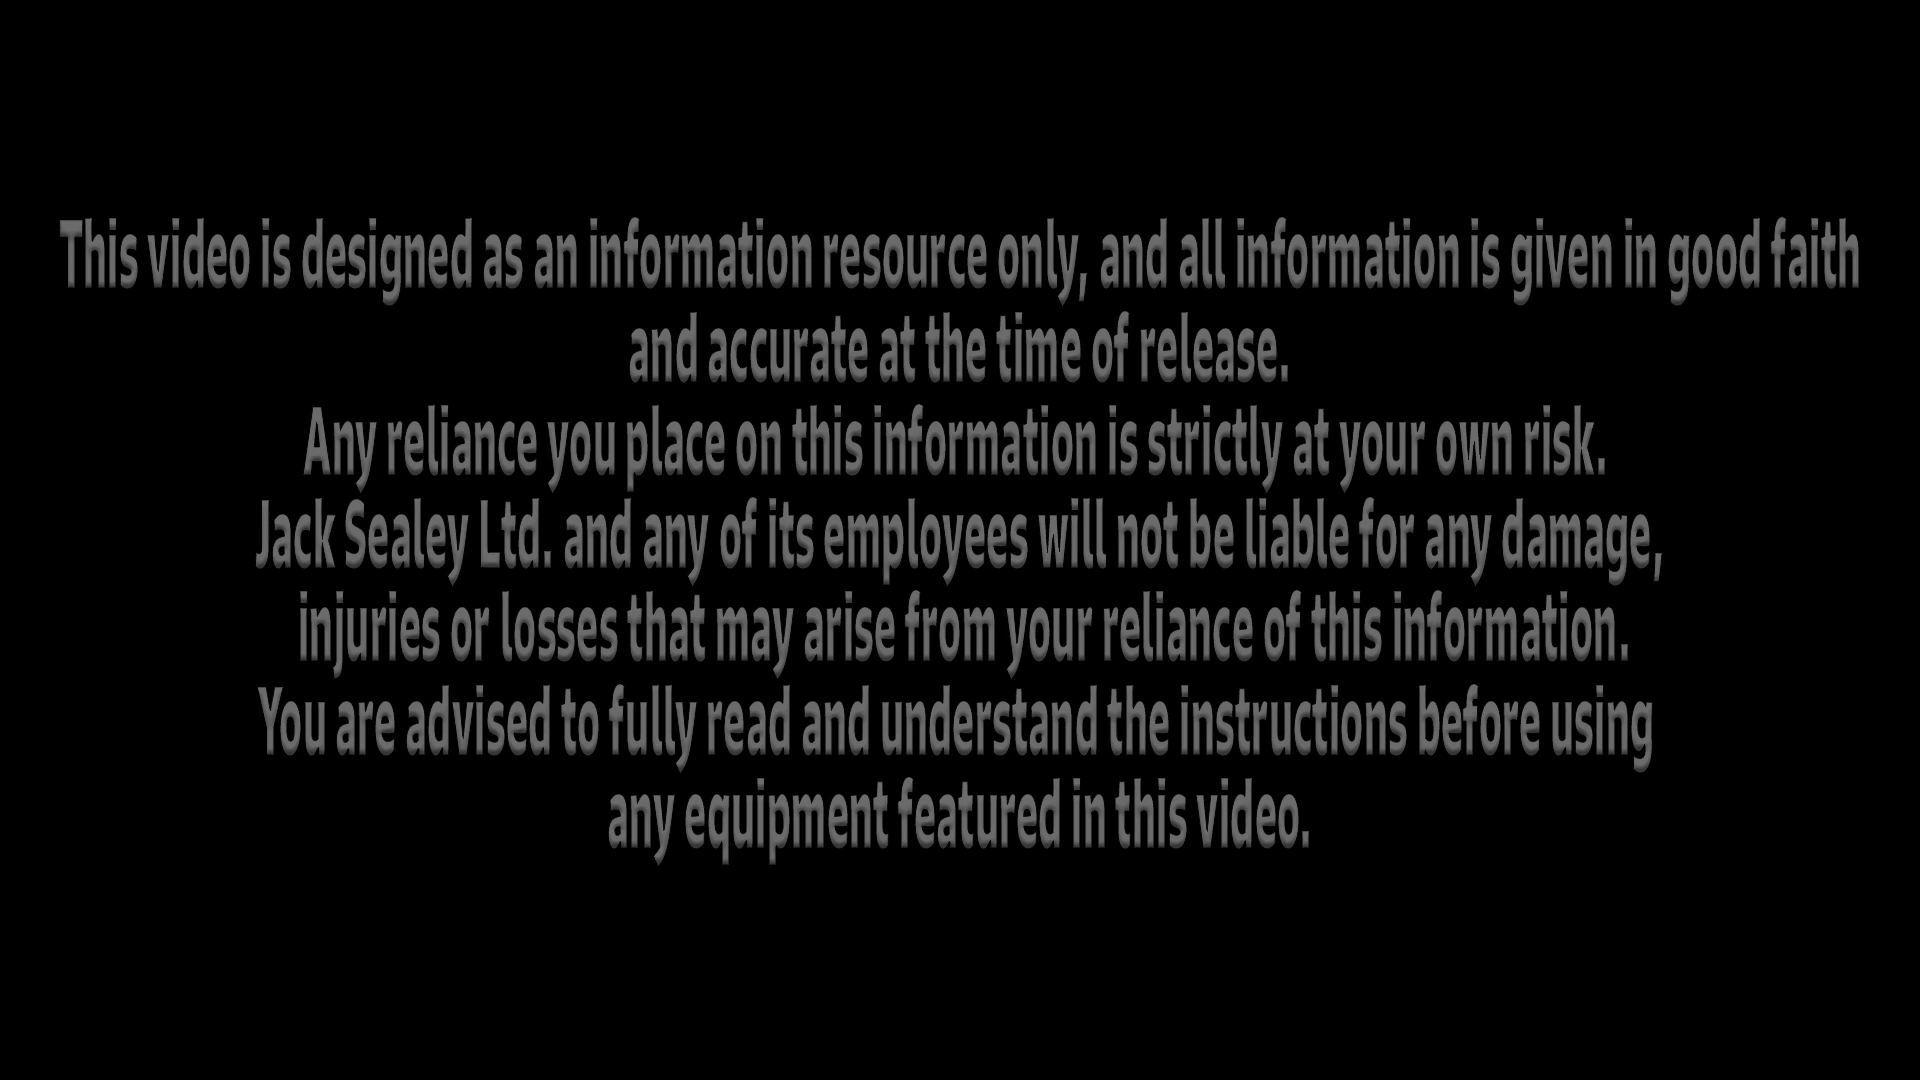 This video is designed as an information resource only, and all information is given in good faith
and accurate at the time of release.
Any reliance you place on this information is strictly at your own risk.
Jack Sealey Ltd. and any of its employees will not be liable for any damage,
injuries or losses that may arise from your reliance of this information.
You are advised to fully read and understand the instructions before using
any equipment featured in this video.